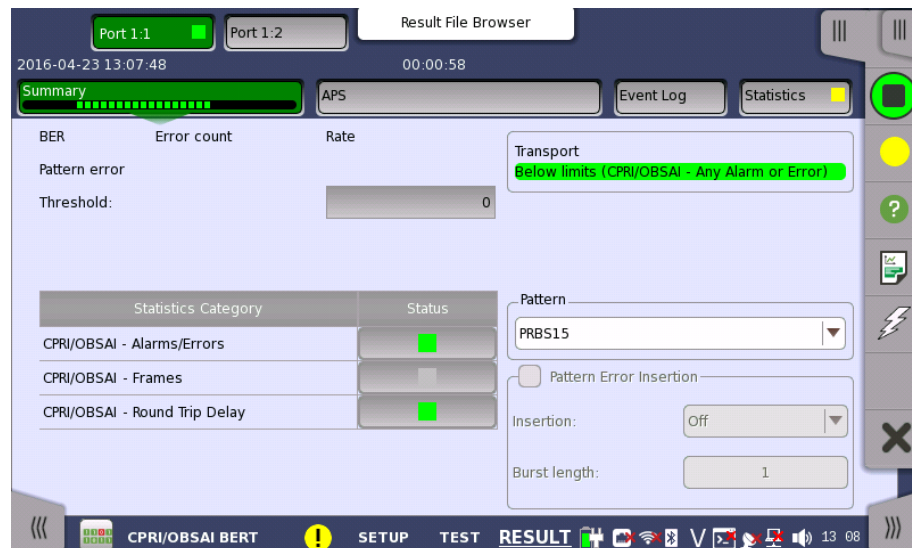 Port 1:1
Port 1:2
Result File Browser
2016-04-23 13:07:48
00:00:58
Summary
APS
Event Log
Statistics
BER Error count Rate
Pattern error
Threshold: 0
Transport
Below limits (CPRI/OBSAI - Any Alarm or Error)
Statistics Category Status
CPRI/OBSAI - Alarms/Errors
CPRI/OBSAI - Frames
CPRI/OBSAI - Round Trip Delay
Pattern
PRBS15
Pattern Error Insertion
Insertion: Off
Burst length: 1
CPRI/OBSAI BERT
SETUP
TEST
RESULT
V
13 08